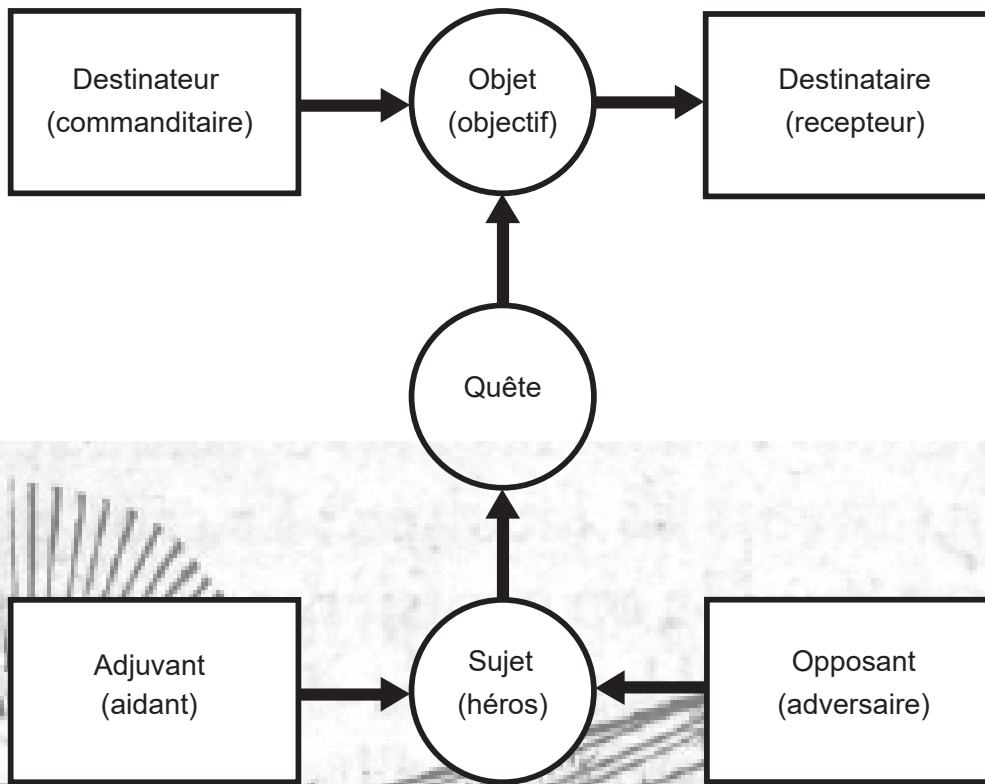 Destinateur
(commanditaire)
Objet
(objectif)
Destinataire
(recepteur)
Quête
Adjuvant
(aidant)
Sujet
(héros)
Opposant
(adversaire)